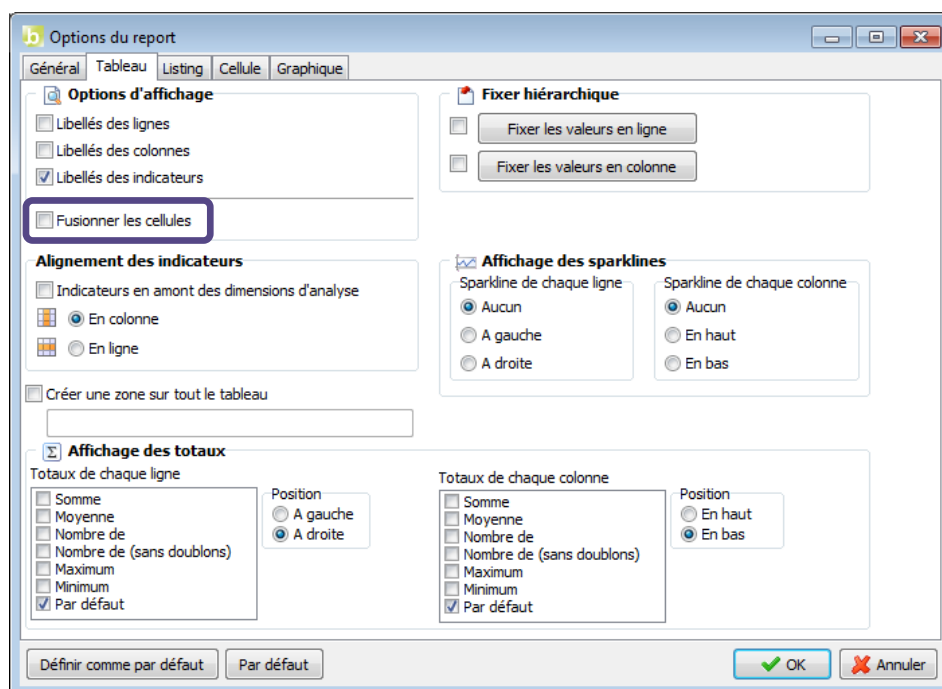 Options du report
Général Tableau Listing Cellule Graphique
Options d'affichage
Libellés des lignes
Libellés des colonnes
Libellés des indicateurs
Fusionner les cellules
Fixer hiérarchique
Fixer les valeurs en ligne
Fixer les valeurs en colonne
Alignement des indicateurs
Indicateurs en amont des dimensions d'analyse
En colonne
En ligne
Affichage des sparklines
Sparkline de chaque ligne
Aucun
A gauche
A droite
Sparkline de chaque colonne
Aucun
En haut
En bas
Créer une zone sur tout le tableau
Σ Affichage des totaux
Totaux de chaque ligne
Somme
Moyenne
Nombre de
Nombre de (sans doublons)
Maximum
Minimum
Par défaut
Position
A gauche
A droite
Totaux de chaque colonne
Somme
Moyenne
Nombre de
Nombre de (sans doublons)
Maximum
Minimum
Par défaut
Position
En haut
En bas
Définir comme par défaut Par défaut OK Annuler